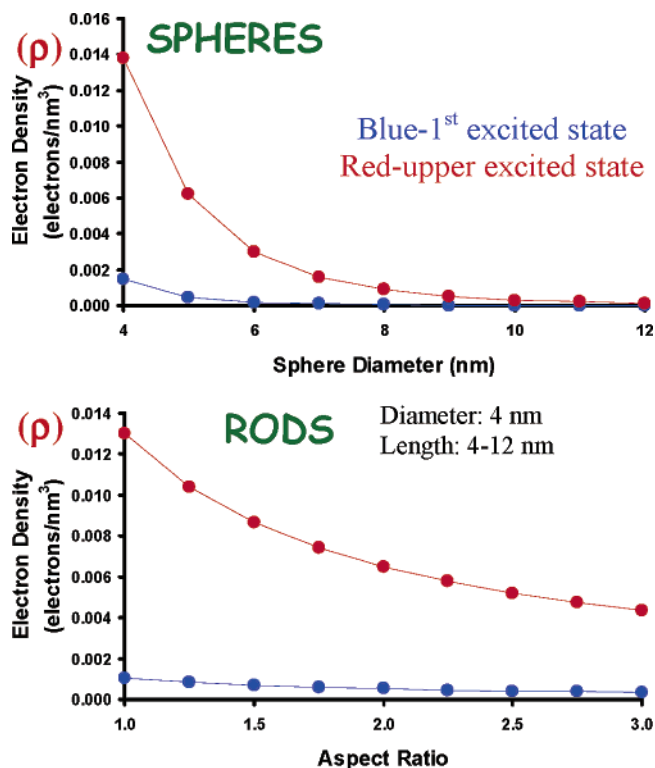 (ρ)
SPHERES
Blue-1st excited state
Red-upper excited state
Electron Density
(electrons/nm3)
0.016
0.014
0.012
0.010
0.008
0.006
0.004
0.002
0.000
4 6 8 10 12
Sphere Diameter (nm)
(ρ)
RODS
Diameter: 4 nm
Length: 4-12 nm
Electron Density
(electrons/nm3)
0.014
0.012
0.010
0.008
0.006
0.004
0.002
0.000
1.0 1.5 2.0 2.5 3.0
Aspect Ratio